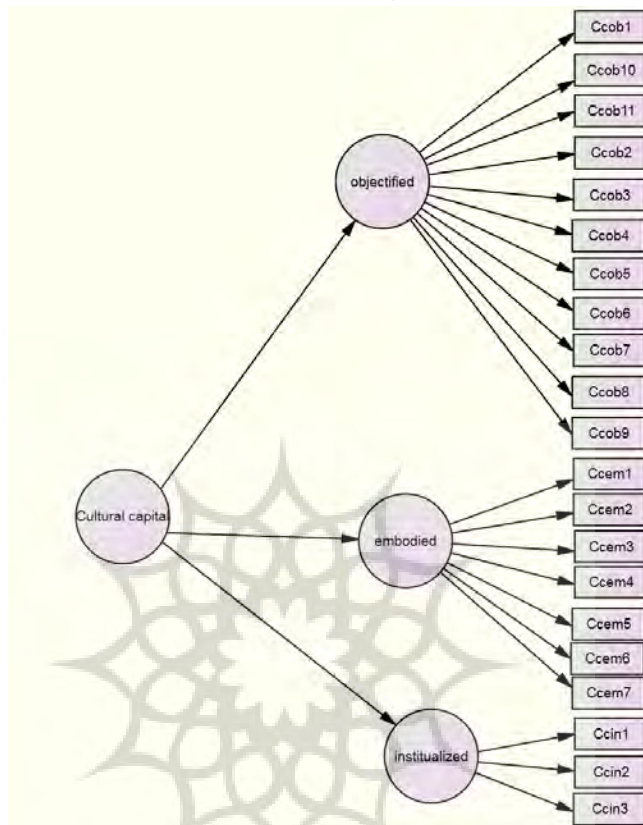 Ccob1
Ccob10
Ccob11
Ccob2
objectified
Ccob3
Ccob4
Ccob5
Ccob6
Ccob7
Ccob8
Ccob9
Ccem1
Cultural capital
Ccem2
embodied
Ccem3
Ccem4
Ccem5
Ccem6
Ccem7
Ccin1
institualized
Ccin2
Ccin3